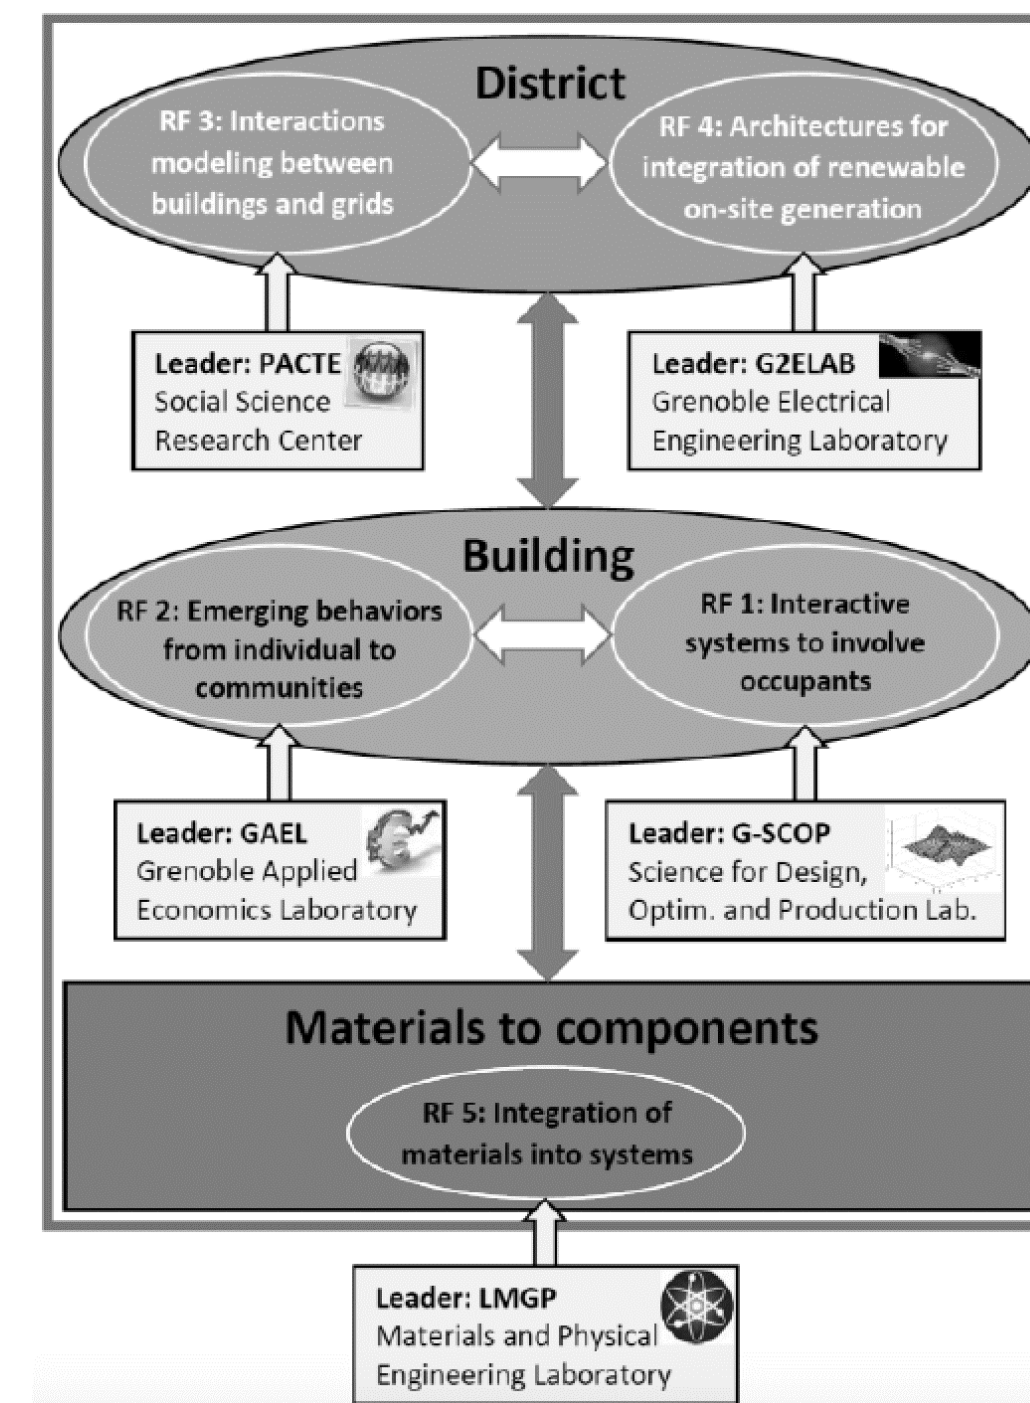 District
RF 3: Interactions
modeling between
buildings and grids
RF 4: Architectures for
integration of renewable
on-site generation
Leader: PACTE
Social Science
Research Center
Leader: G2ELAB
Grenoble Electrical
Engineering Laboratory
Building
RF 2: Emerging behaviors
from individual to
communities
RF 1: Interactive
systems to involve
occupants
Leader: GAEL
Grenoble Applied
Economics Laboratory
Leader: G-SCOP
Science for Design,
Optim. and Production Lab.
Materials to components
RF 5: Integration of
materials into systems
Leader: LMGP
Materials and Physical
Engineering Laboratory